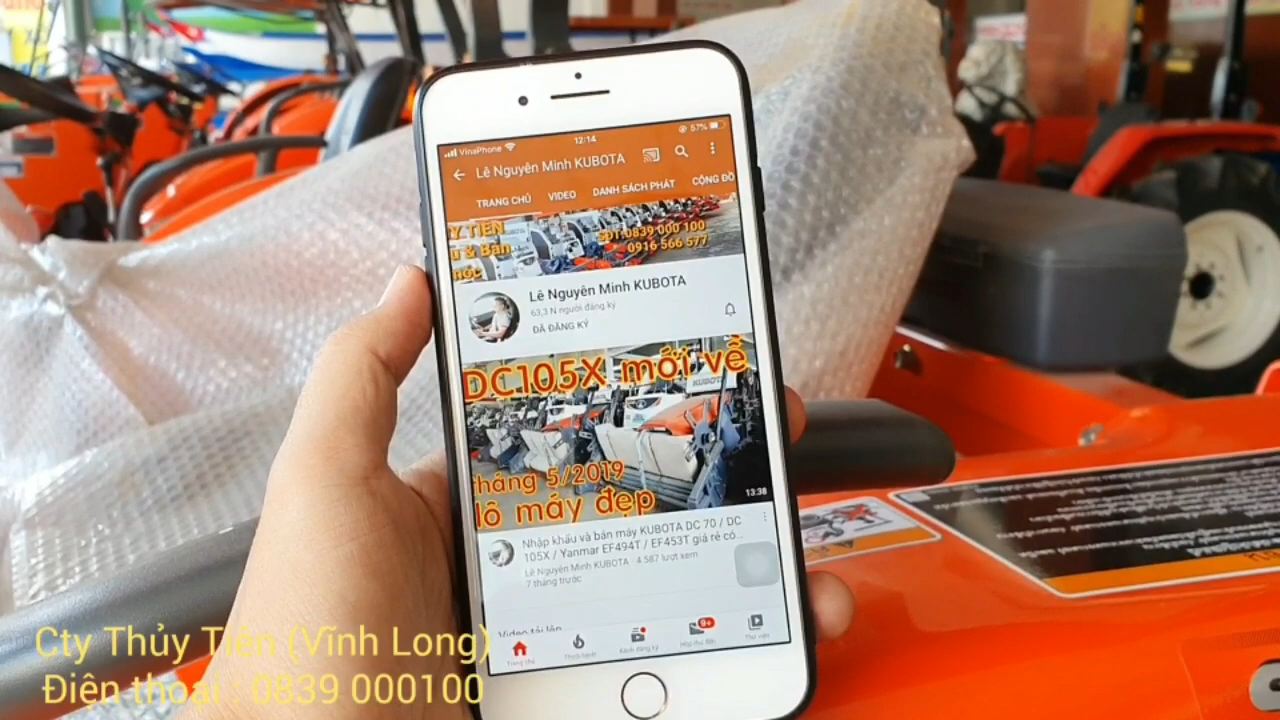 VinaPhone
12:14
57%
Lê Nguyên Minh KUBOTA
TRANG CHỦ VIDEO DANH SÁCH PHÁT CỘNG ĐỒ
Y TIÊN
SĐT:0839 000 100
u & Bán
0916 566 577
Lê Nguyên Minh KUBOTA
63,3 N người đăng ký
ĐÃ ĐĂNG KÝ
DC105X mới về
KUBOTA
tháng 5/2019
lô máy đẹp
13:38
Nhập khẩu và bán máy KUBOTA DC 70 / DC
105X / Yanmar EF494T / EF453T giá rẻ có...
Lê Nguyên Minh KUBOTA · 4.587 lượt xem
7 tháng trước
Video tải lên
9+
Trang chủ Thịnh hành Kênh đăng ký Hộp thư đến Thư viện
Cty Thủy Tiên (Vĩnh Long)
Điện thoại : 0839 000100